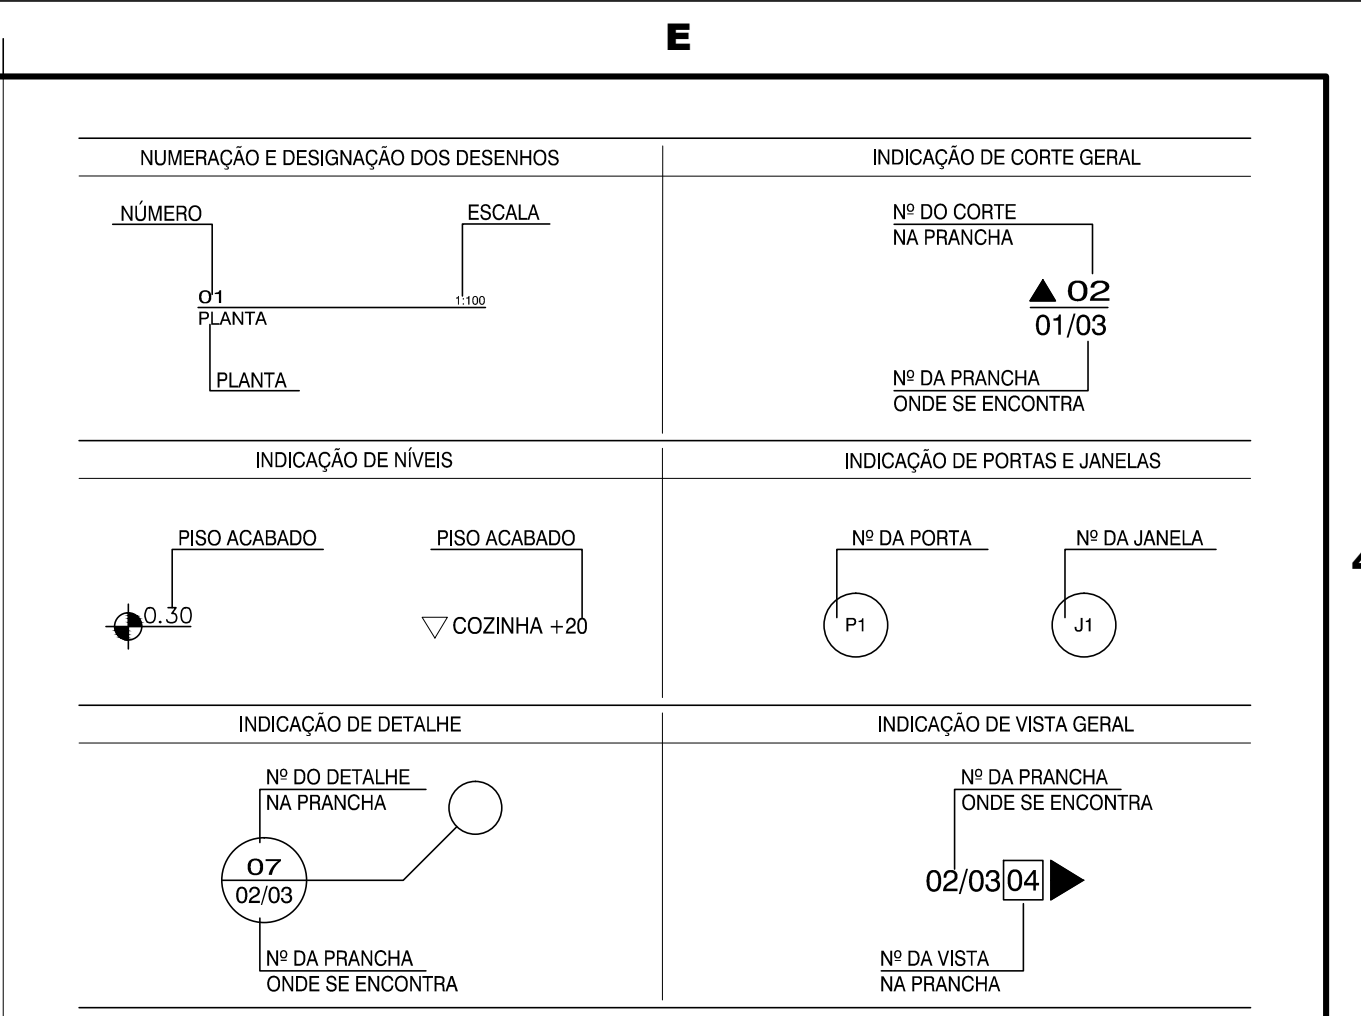 E
NUMERAÇÃO E DESIGNAÇÃO DOS DESENHOS
NÚMERO
ESCALA
01
1:100
PLANTA
PLANTA
INDICAÇÃO DE CORTE GERAL
Nº DO CORTE
NA PRANCHA
02
01/03
Nº DA PRANCHA
ONDE SE ENCONTRA
INDICAÇÃO DE NÍVEIS
PISO ACABADO
PISO ACABADO
0.30
COZINHA +20
INDICAÇÃO DE PORTAS E JANELAS
Nº DA PORTA
Nº DA JANELA
P1
J1
INDICAÇÃO DE DETALHE
Nº DO DETALHE
NA PRANCHA
07
02/03
Nº DA PRANCHA
ONDE SE ENCONTRA
INDICAÇÃO DE VISTA GERAL
Nº DA PRANCHA
ONDE SE ENCONTRA
02/03 04
Nº DA VISTA
NA PRANCHA